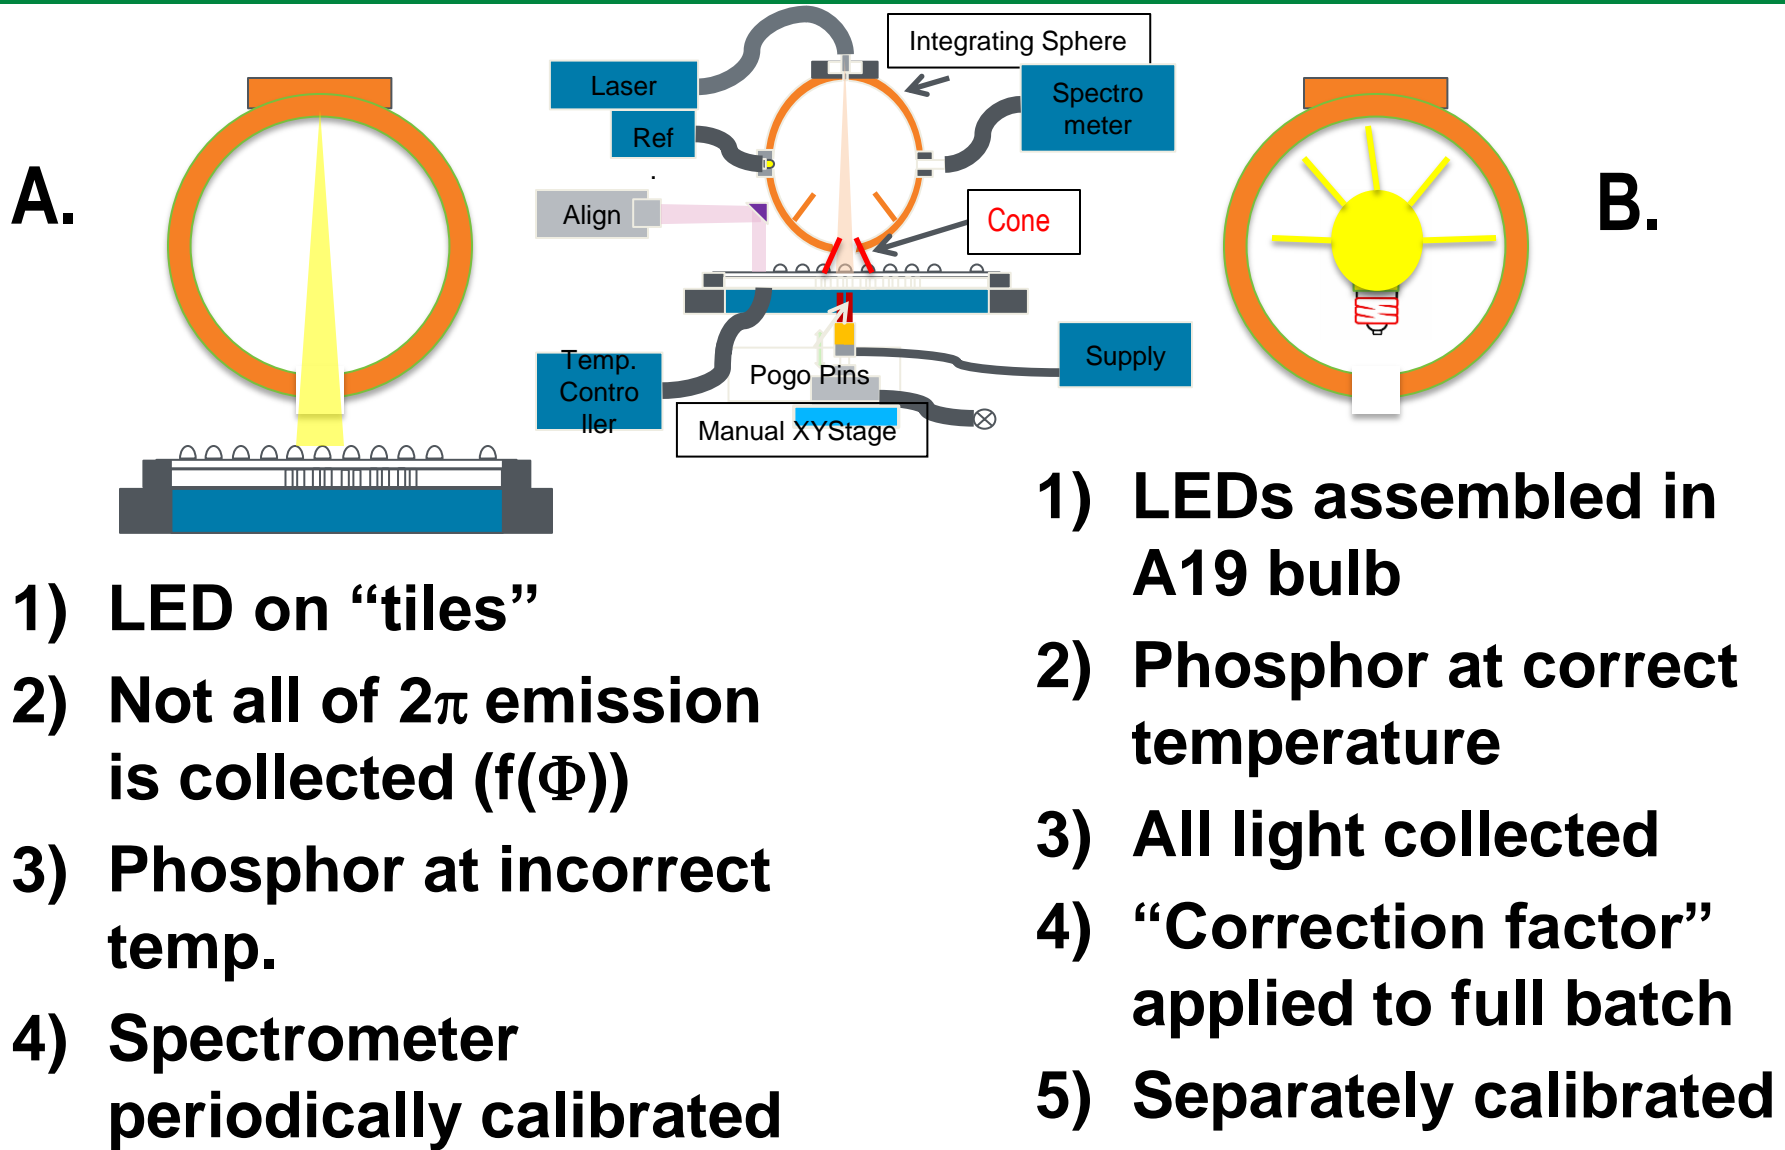 A.
Laser
Ref
.
Align
Integrating Sphere
Spectro
meter
Cone
Temp.
Contro
ller
Pogo Pins
Manual XYStage
Supply
B.
1) LED on “tiles”
2) Not all of 2π emission
is collected (f(Φ))
3) Phosphor at incorrect
temp.
4) Spectrometer
periodically calibrated
1) LEDs assembled in
A19 bulb
2) Phosphor at correct
temperature
3) All light collected
4) “Correction factor”
applied to full batch
5) Separately calibrated